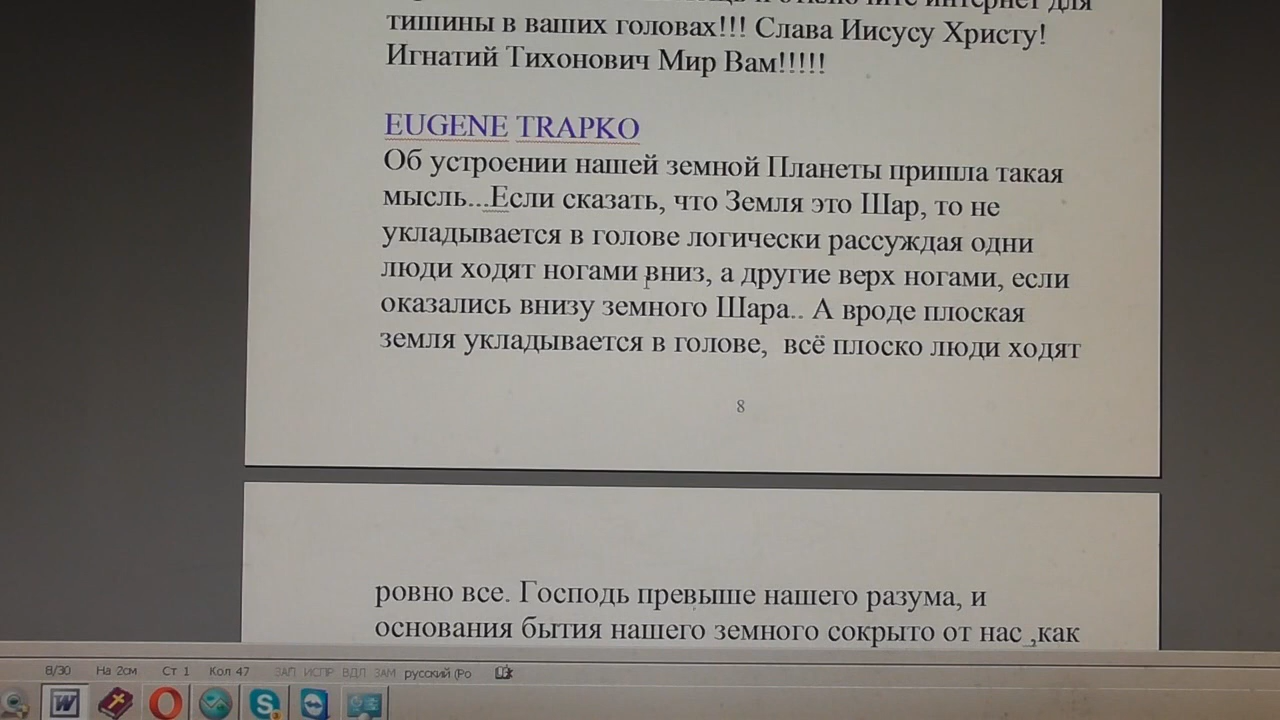 интернет для
тишины в ваших головах!!! Слава Иисусу Христу!
Игнатий Тихонович Мир Вам!!!!!
EUGENE TRAPKO
Об устроении нашей земной Планеты пришла такая
мысль...Если сказать, что Земля это Шар, то не
укладывается в голове логически рассуждая одни
люди ходят ногами вниз, а другие верх ногами, если
оказались внизу земного Шара.. А вроде плоская
земля укладывается в голове, всё плоско люди ходят
8
ровно все. Господь превыше нашего разума, и
основания бытия нашего земного сокрыто от нас ,как
8/30 На 2см Ст 1 Кол 47 ЗАП ИСПР ВДЛ ЗАМ русский (Ро